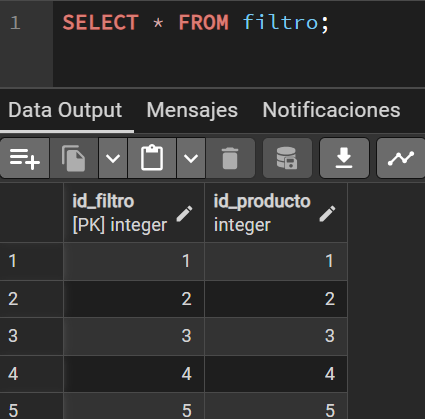 1 SELECT * FROM filtro;
Data Output Mensajes Notificaciones
id_filtro id_producto
[PK] integer integer
1 1 1
2 2 2
3 3 3
4 4 4
5 5 5